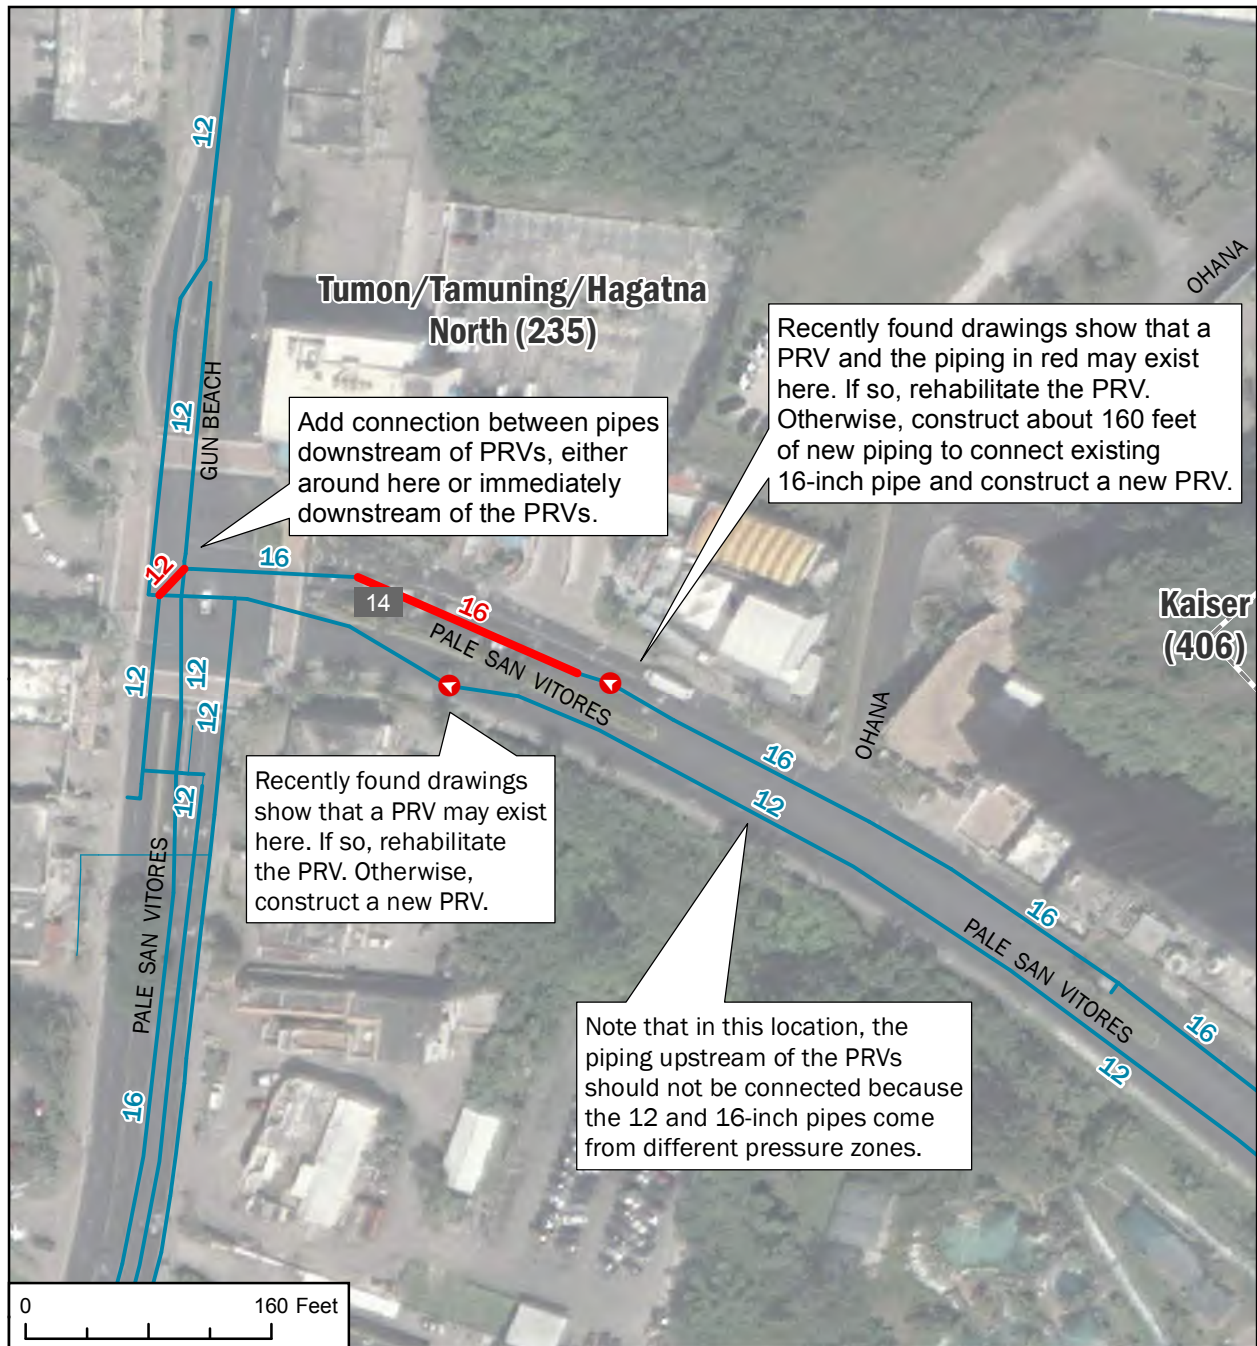 12
Tumon/Tamuning/Hagatna
North (235)
OHANA
Recently found drawings show that a
PRV and the piping in red may exist
here. If so, rehabilitate the PRV.
Otherwise, construct about 160 feet
of new piping to connect existing
16-inch pipe and construct a new PRV.
12
GUN BEACH
Add connection between pipes
downstream of PRVs, either
around here or immediately
downstream of the PRVs.
12
16
14
16
PALE SAN VITORES
Kaiser
(406)
12
12
12
OHANA
16
12
12
Recently found drawings
show that a PRV may exist
here. If so, rehabilitate
the PRV. Otherwise,
construct a new PRV.
PALE SAN VITORES
16
PALE SAN VITORES
16
12
Note that in this location, the
piping upstream of the PRVs
should not be connected because
the 12 and 16-inch pipes come
from different pressure zones.
16
0
160 Feet